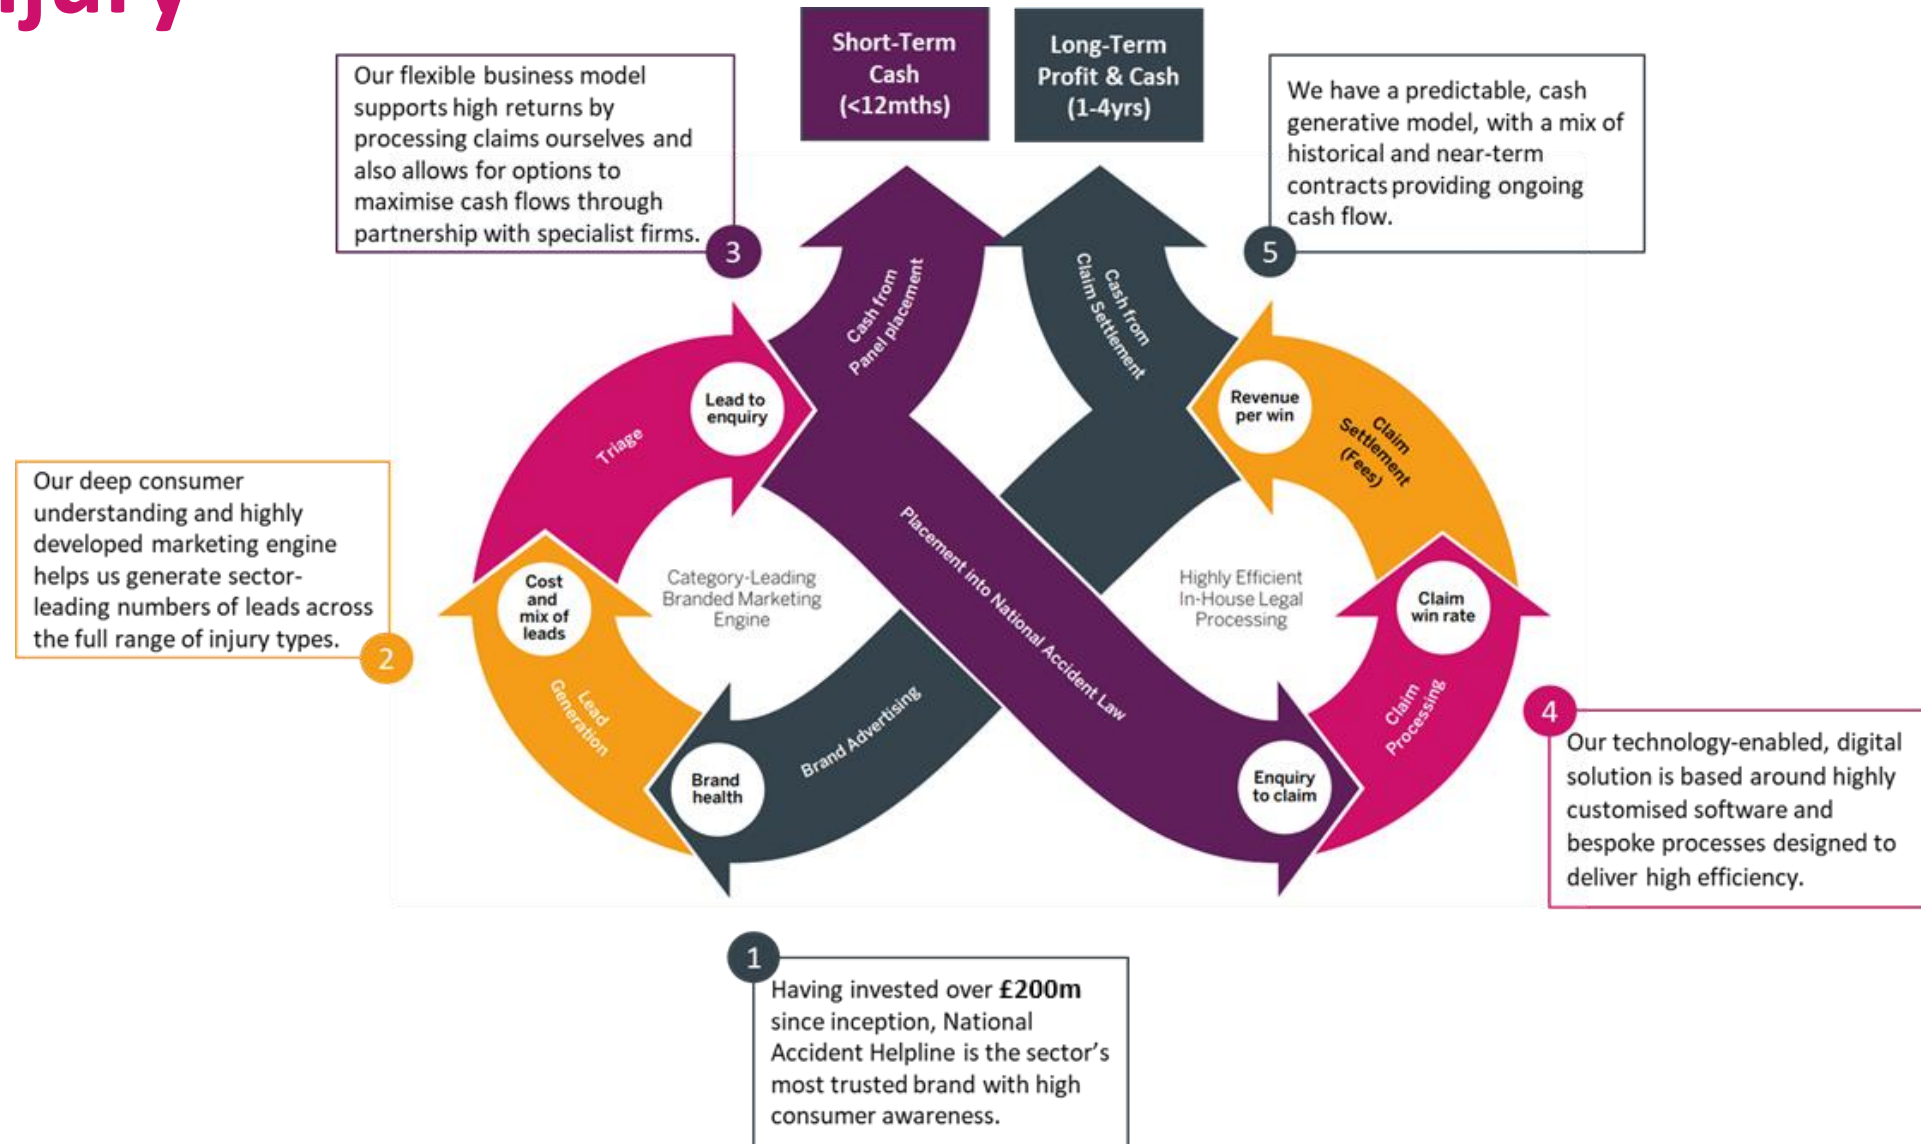 Short-Term
Cash
(<12mths)
Long-Term
Profit & Cash
(1-4yrs)
Our flexible business model
supports high returns by
processing claims ourselves and
also allows for options to
maximise cash flows through
partnership with specialist firms.
3
We have a predictable, cash
generative model, with a mix of
historical and near-term
contracts providing ongoing
cash flow.
5
Cash from
Panel placement
Cash from
Claim Settlement
Lead to
enquiry
Triage
Revenue
per win
Claim
Settlement
(Fees)
Our deep consumer
understanding and highly
developed marketing engine
helps us generate sector-
leading numbers of leads across
the full range of injury types.
2
Cost
and
mix of
leads
Category-Leading
Branded Marketing
Engine
Placement into National Accident Law
Highly Efficient
In-House Legal
Processing
Claim
win rate
Lead
Generation
Brand Advertising
Brand
health
Enquiry
to claim
Claim
Processing
4
Our technology-enabled, digital
solution is based around highly
customised software and
bespoke processes designed to
deliver high efficiency.
1
Having invested over £200m
since inception, National
Accident Helpline is the sector's
most trusted brand with high
consumer awareness.